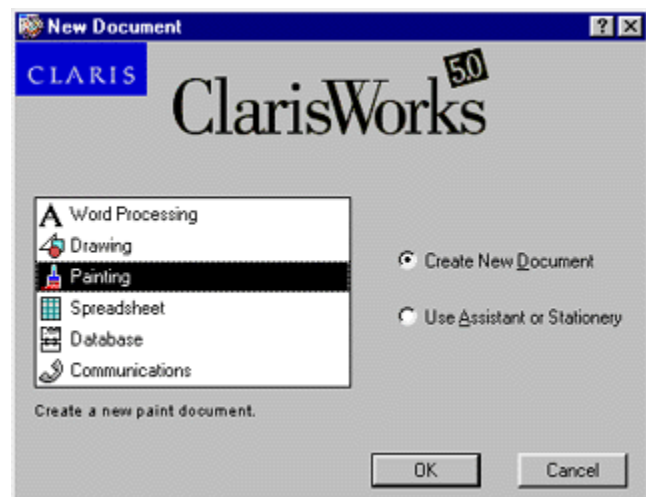 New Document
CLARIS
ClarisWorks 5.0
Word Processing
Drawing
Painting
Spreadsheet
Database
Communications
Create New Document
Use Assistant or Stationery
Create a new paint document.
OK
Cancel